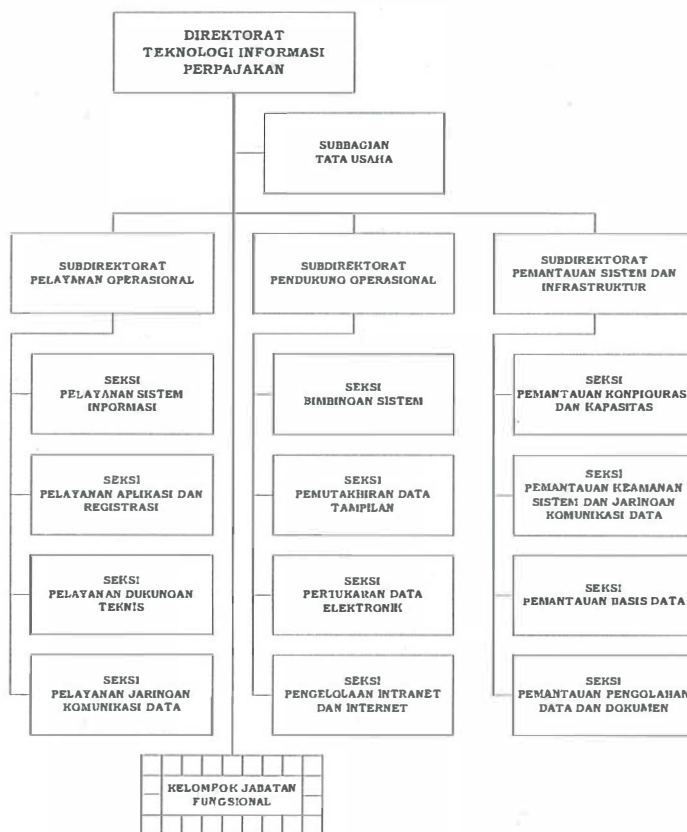 DIREKTORAT
TEKNOLOGI INFORMASI
PERPAJAKAN
SUBBAGIAN
TATA USAHA
SUBDIREKTORAT
PELAYANAN OPERASIONAL
SUBDIREKTORAT
PENDUKUNG OPERASIONAL
SUBDIREKTORAT
PEMANTAUAN SISTEM DAN
INFRASTRUKTUR
SEKSI
PELAYANAN SISTEM
INFORMASI
SEKSI
BIMBINGAN SISTEM
SEKSI
PEMANTAUAN KONFIGURAS
DAN KAPASITAS
SEKSI
PELAYANAN APLIKASI DAN
REGISTRASI
SEKSI
PEMUTAKHIRAN DATA
TAMPILAN
SEKSI
PEMANTAUAN KEAMANAN
SISTEM DAN JARINGAN
KOMUNIKASI DATA
SEKSI
PELAYANAN DUKUNGAN
TEKNIS
SEKSI
PERTUKARAN DATA
ELEKTRONIK
SEKSI
PEMANTAUAN BASIS DATA
SEKSI
PELAYANAN JARINGAN
KOMUNIKASI DATA
SEKSI
PENGELOLAAN INTRANET
DAN INTERNET
SEKSI
PEMANTAUAN PENGOLAHAN
DATA DAN DOKUMEN
KELOMPOK JABATAN
FUNGSIONAL